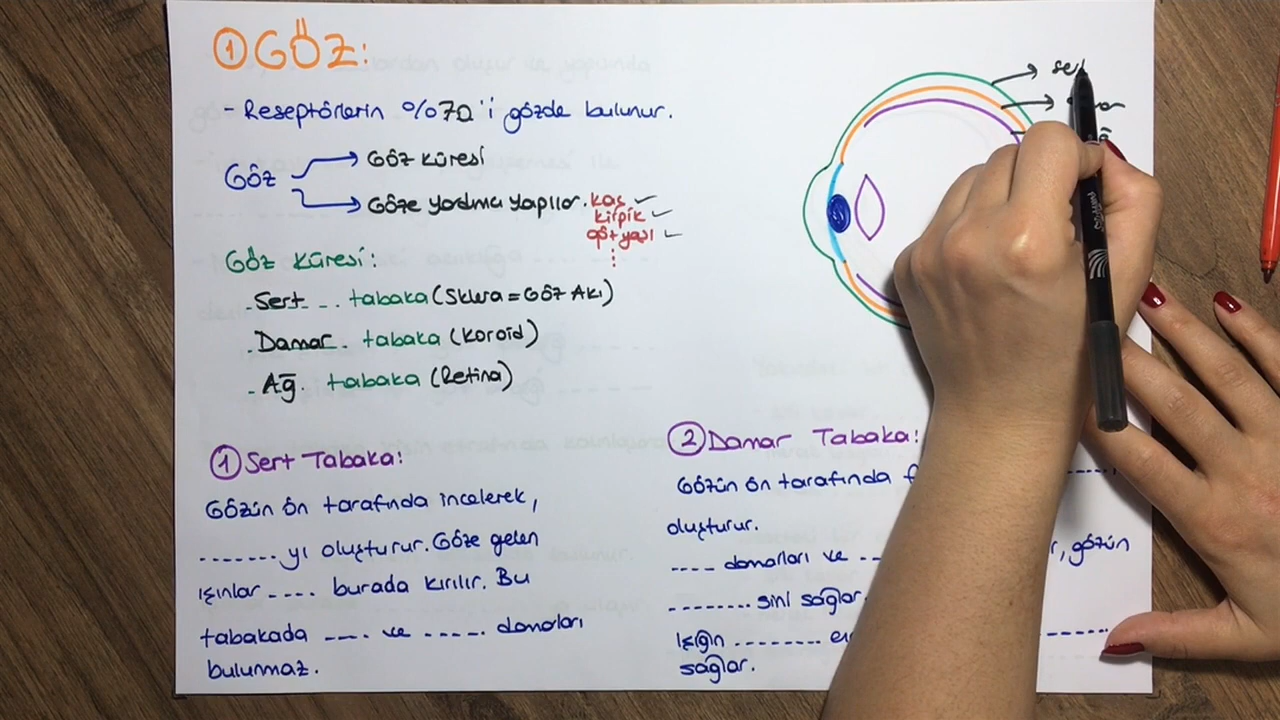 ① GÖZ:
- Reseptörlerin %70'i gözde bulunur.
Göz → Göz küresi
→ Göze yardımcı yapılar. kaş ✓
kirpik ✓
göz yaşı ✓
Göz Küresi:
- Sert tabaka (Sklera = Göz Akı)
- Damar tabaka (Koroid)
- Ağ tabaka (Retina)
① Sert Tabaka:
Gözün ön tarafında incelerek,
------- yı oluşturur. Göze gelen
ışınlar ---- burada kırılır. Bu
tabakada ---- ve ----- damarları
bulunmaz.
② Damar Tabaka:
Gözün ön tarafında
oluşturur.
---- damarları ve -- gözün
-------- sini sağlar.
Işığın --------
sağlar.